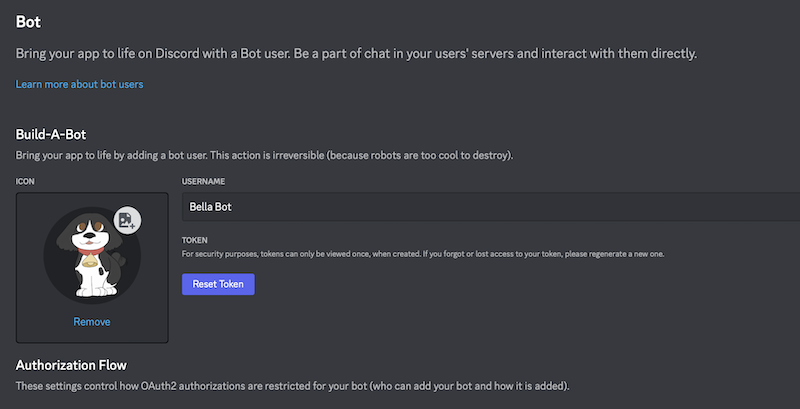 Bot
Bring your app to life on Discord with a Bot user. Be a part of chat in your users' servers and interact with them directly.
Learn more about bot users
Build-A-Bot
Bring your app to life by adding a bot user. This action is irreversible (because robots are too cool to destroy).
ICON
USERNAME
Bella Bot
TOKEN
For security purposes, tokens can only be viewed once, when created. If you forgot or lost access to your token, please regenerate a new one.
Reset Token
Remove
Authorization Flow
These settings control how OAuth2 authorizations are restricted for your bot (who can add your bot and how it is added).